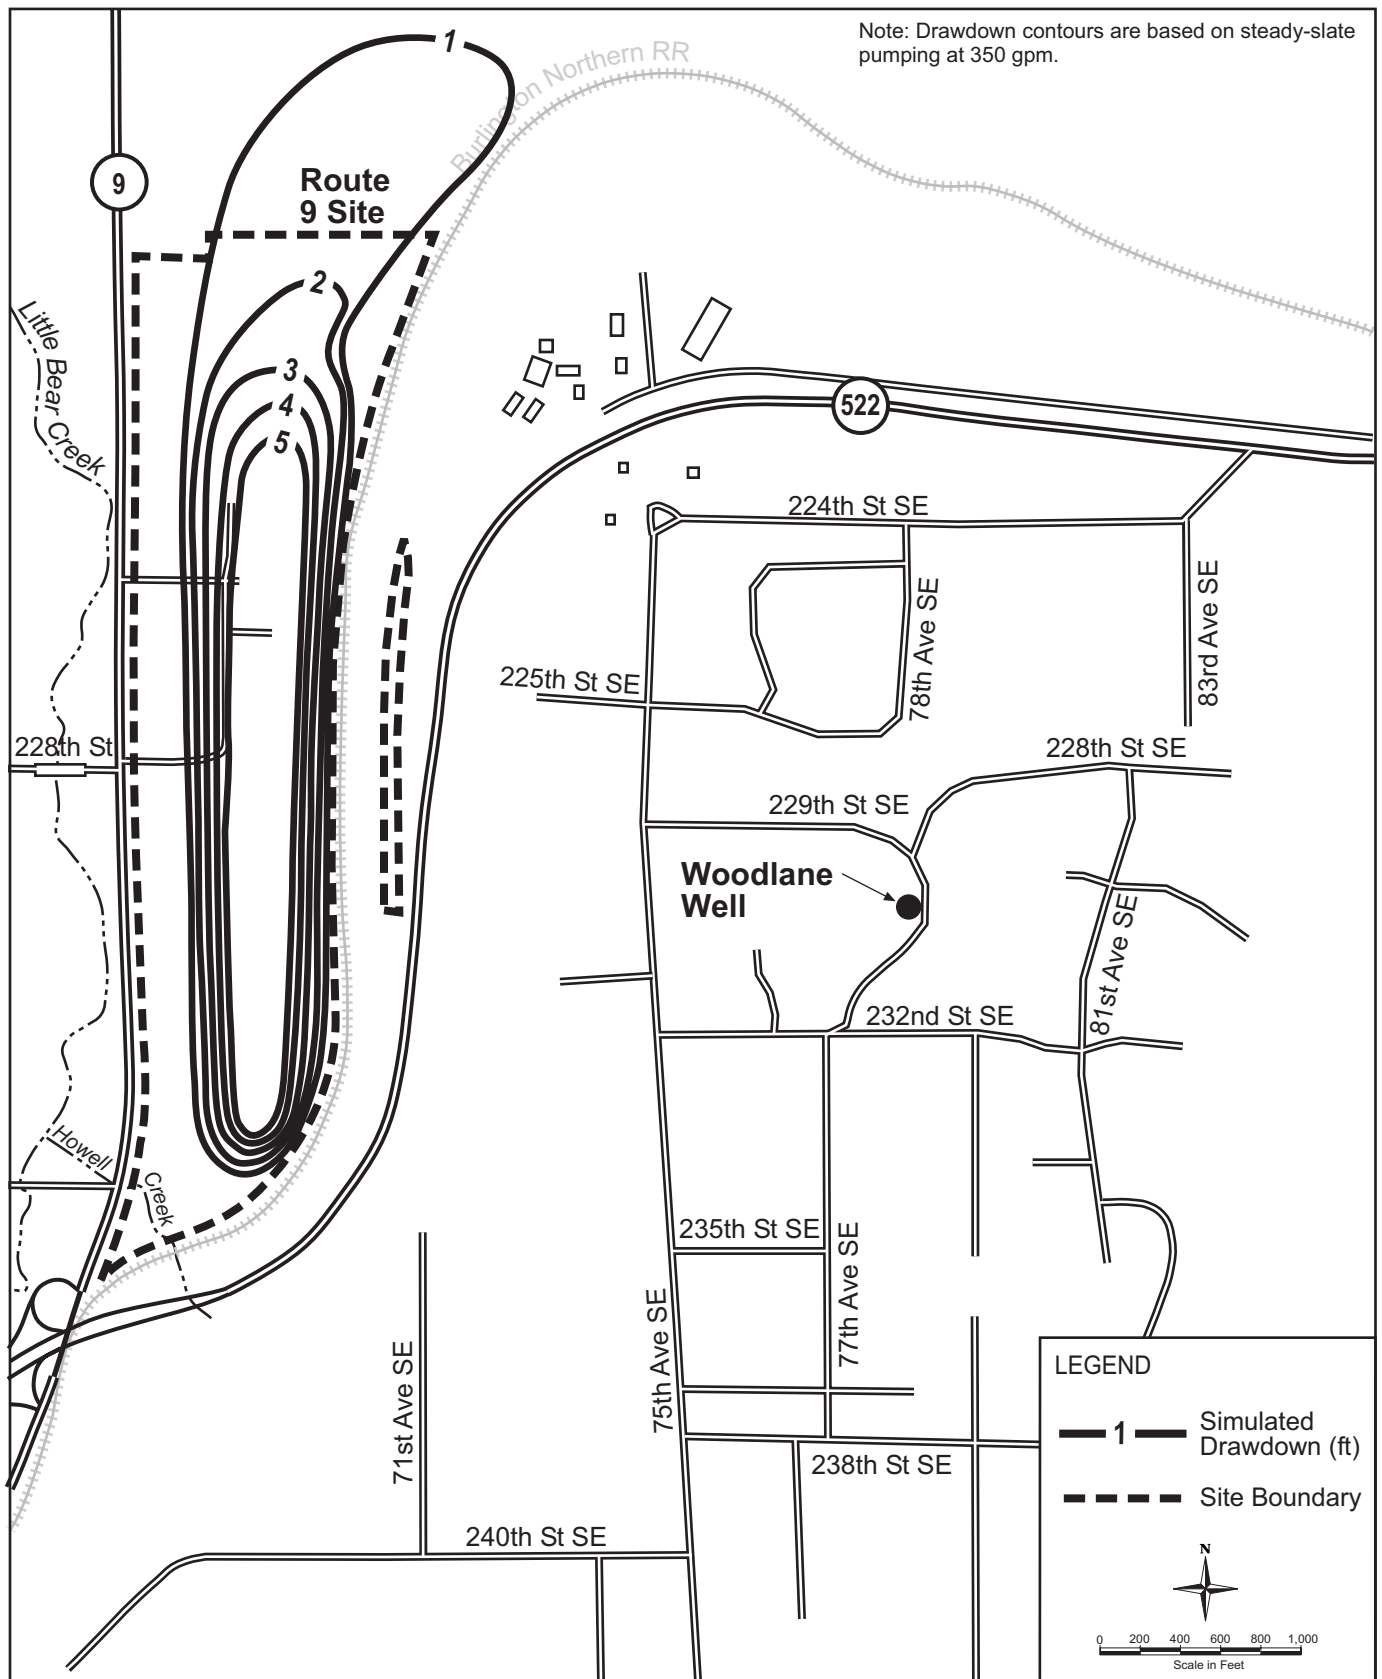 Note: Drawdown contours are based on steady-slate
pumping at 350 gpm.
1
Burlington Northern RR
9
Route
9 Site
2
Little Bear Creek
3
4
5
522
224th St SE
78th Ave SE
83rd Ave SE
225th St SE
228th St
228th St SE
229th St SE
Woodlane
Well
81st Ave SE
232nd St SE
Howell
Creek
235th St SE
77th Ave SE
75th Ave SE
71st Ave SE
238th St SE
240th St SE
LEGEND
1
Simulated
Drawdown (ft)
Site Boundary
N
0 200 400 600 800 1,000
Scale in Feet